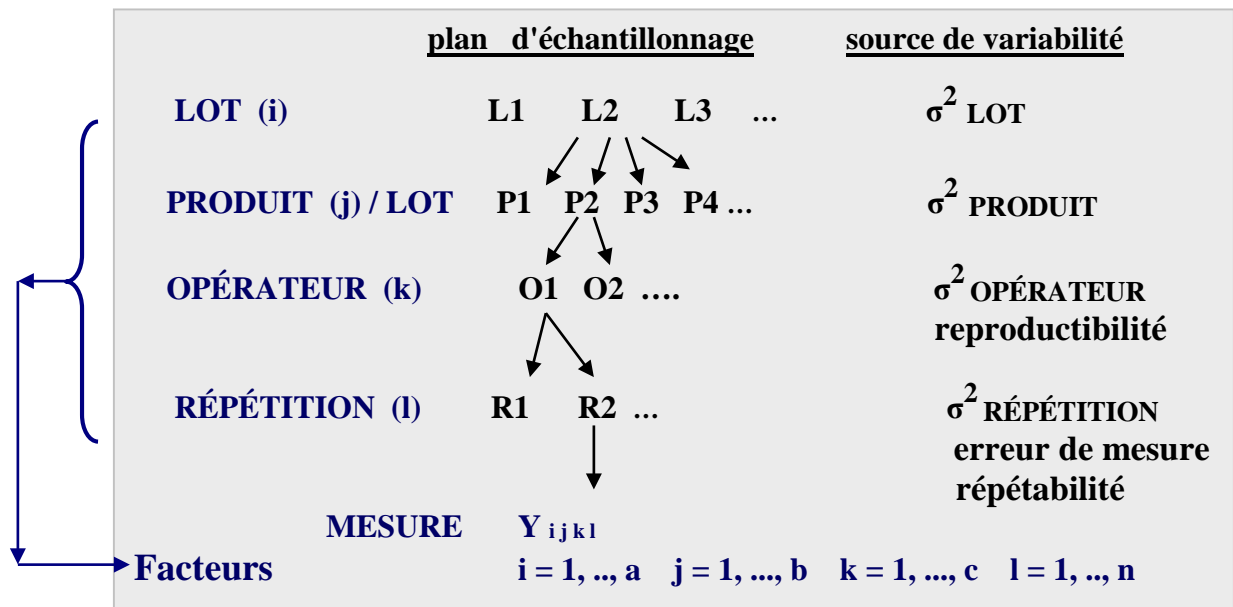 plan d'échantillonnage source de variabilité
LOT (i) L1 L2 L3 ... σ² LOT
PRODUIT (j) / LOT P1 P2 P3 P4 ... σ² PRODUIT
OPÉRATEUR (k) O1 O2 .... σ² OPÉRATEUR
reproductibilité
RÉPÉTITION (l) R1 R2 ... σ² RÉPÉTITION
erreur de mesure
répétabilité
MESURE Y i j k l
Facteurs i = 1, .., a j = 1, ..., b k = 1, ..., c l = 1, .., n